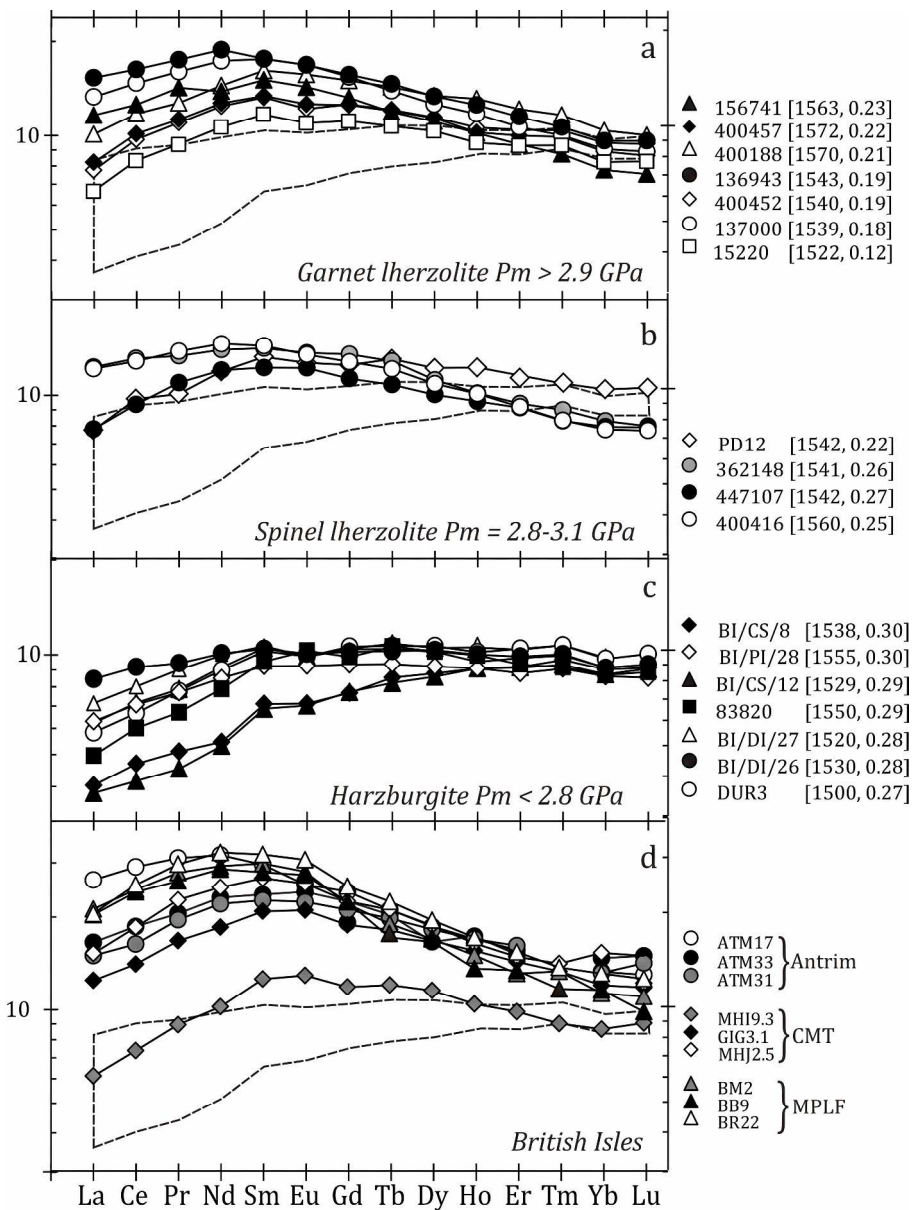 a
10
Garnet lherzolite Pm > 2.9 GPa
156741 [1563, 0.23]
400457 [1572, 0.22]
400188 [1570, 0.21]
136943 [1543, 0.19]
400452 [1540, 0.19]
137000 [1539, 0.18]
15220 [1522, 0.12]
b
10
Spinel lherzolite Pm = 2.8-3.1 GPa
PD12 [1542, 0.22]
362148 [1541, 0.26]
447107 [1542, 0.27]
400416 [1560, 0.25]
c
10
Harzburgite Pm < 2.8 GPa
BI/CS/8 [1538, 0.30]
BI/PI/28 [1555, 0.30]
BI/CS/12 [1529, 0.29]
83820 [1550, 0.29]
BI/DI/27 [1520, 0.28]
BI/DI/26 [1530, 0.28]
DUR3 [1500, 0.27]
d
10
British Isles
ATM17
ATM33
ATM31
Antrim
MHI9.3
GIG3.1
MHJ2.5
CMT
BM2
BB9
BR22
MPLF
La Ce Pr Nd Sm Eu Gd Tb Dy Ho Er Tm Yb Lu